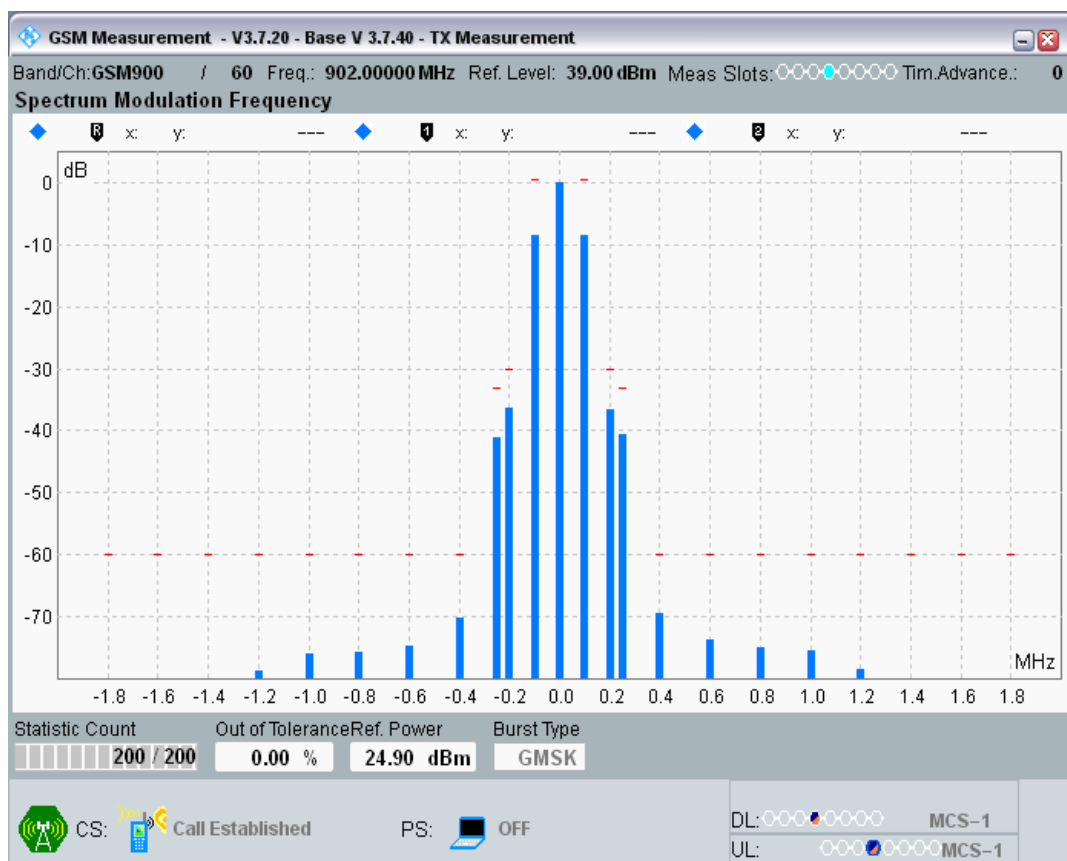 GSM Measurement - V3.7.20 - Base V 3.7.40 - TX Measurement
Band/Ch:GSM900 / 60 Freq.: 902.00000 MHz Ref. Level: 39.00 dBm Meas Slots: Tim.Advance.: 0
Spectrum Modulation Frequency
R x: y: --- 1 x: y: --- 2 x: y: ---
dB
0
-10
-20
-30
-40
-50
-60
-70
MHz
-1.8 -1.6 -1.4 -1.2 -1.0 -0.8 -0.6 -0.4 -0.2 0.0 0.2 0.4 0.6 0.8 1.0 1.2 1.4 1.6 1.8
Statistic Count Out of Tolerance Ref. Power Burst Type
200 / 200 0.00 % 24.90 dBm GMSK
CS: Call Established PS: OFF
DL: MCS-1
UL: MCS-1